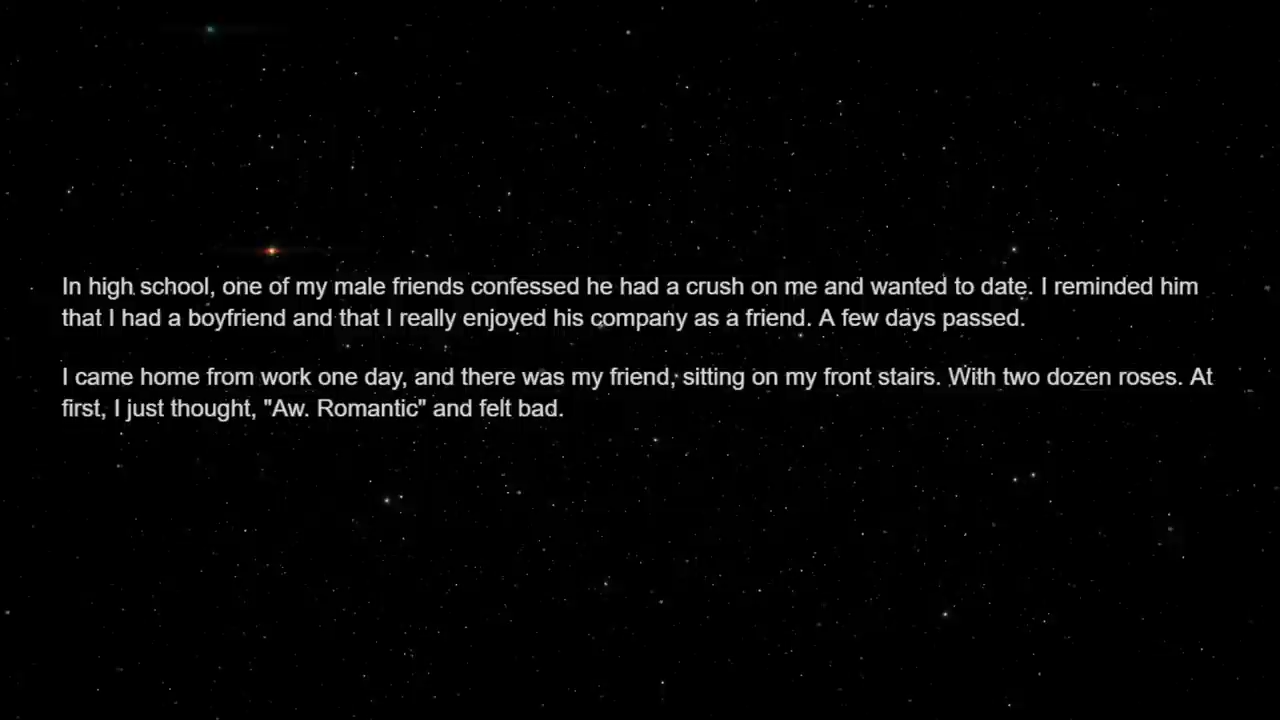 In high school, one of my male friends confessed he had a crush on me and wanted to date. I reminded him
that I had a boyfriend and that I really enjoyed his company as a friend. A few days passed.
I came home from work one day, and there was my friend, sitting on my front stairs. With two dozen roses. At
first, I just thought, "Aw. Romantic" and felt bad.